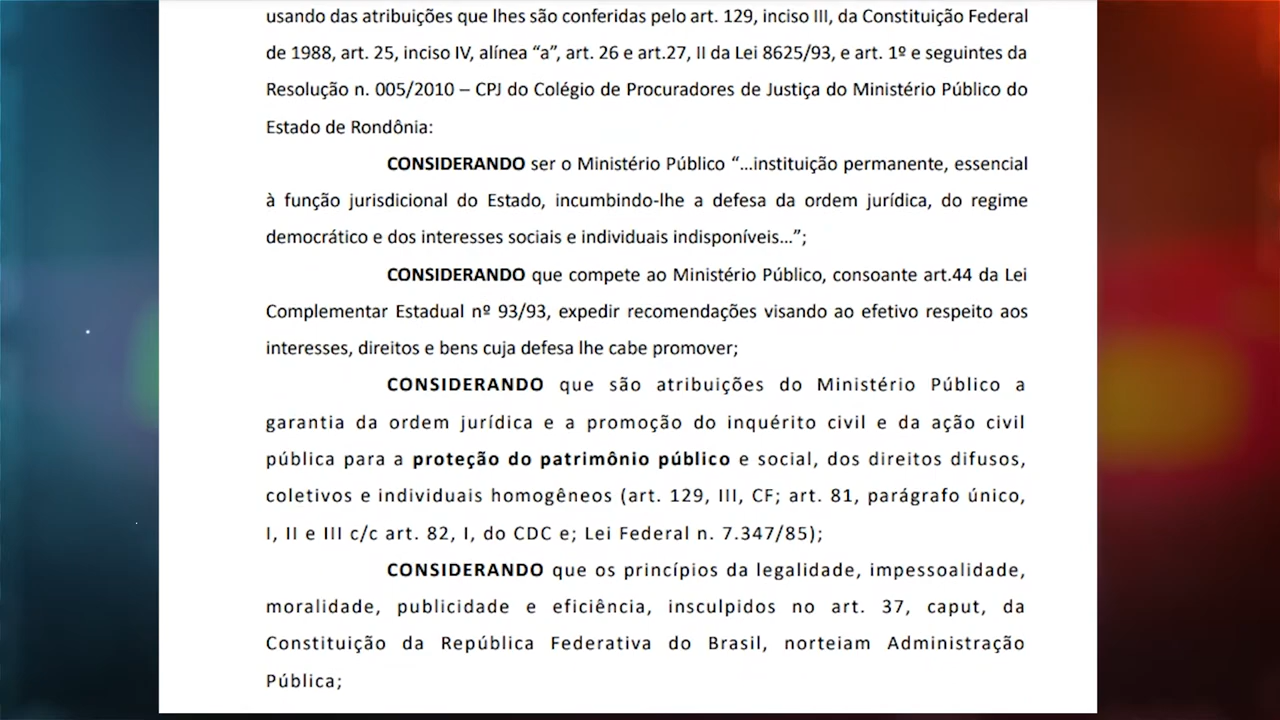 usando das atribuições que lhes são conferidas pelo art. 129, inciso III, da Constituição Federal
de 1988, art. 25, inciso IV, alínea “a”, art. 26 e art.27, II da Lei 8625/93, e art. 1º e seguintes da
Resolução n. 005/2010 – CPJ do Colégio de Procuradores de Justiça do Ministério Público do
Estado de Rondônia:
CONSIDERANDO ser o Ministério Público “...instituição permanente, essencial
à função jurisdicional do Estado, incumbindo-lhe a defesa da ordem jurídica, do regime
democrático e dos interesses sociais e individuais indisponíveis...”;
CONSIDERANDO que compete ao Ministério Público, consoante art.44 da Lei
Complementar Estadual nº 93/93, expedir recomendações visando ao efetivo respeito aos
interesses, direitos e bens cuja defesa lhe cabe promover;
CONSIDERANDO que são atribuições do Ministério Público a
garantia da ordem jurídica e a promoção do inquérito civil e da ação civil
pública para a proteção do patrimônio público e social, dos direitos difusos,
coletivos e individuais homogêneos (art. 129, III, CF; art. 81, parágrafo único,
I, II e III c/c art. 82, I, do CDC e; Lei Federal n. 7.347/85);
CONSIDERANDO que os princípios da legalidade, impessoalidade,
moralidade, publicidade e eficiência, insculpidos no art. 37, caput, da
Constituição da República Federativa do Brasil, norteiam Administração
Pública;